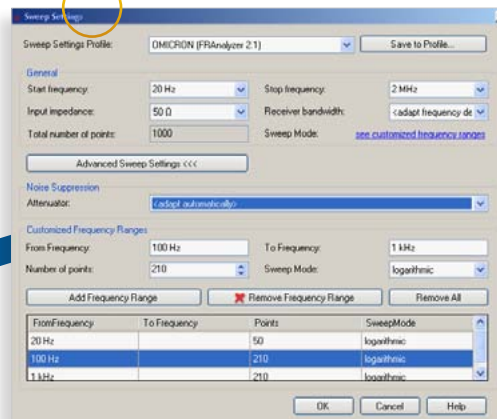 Sweep Settings
Sweep Settings Profile: OMICRON (FRAnalyzer 2.1) Save to Profile...
General
Start frequency: 20 Hz Stop frequency: 2 MHz
Input impedance: 50 Ω Receiver bandwidth: <adapt frequency de
Total number of points: 1000 Sweep Mode: see customized frequency ranges
Advanced Sweep Settings <<<
Noise Suppression
Attenuator: <adapt automatically>
Customized Frequency Ranges
From Frequency: 100 Hz To Frequency: 1 kHz
Number of points: 210 Sweep Mode: logarithmic
Add Frequency Range Remove Frequency Range Remove All
FromFrequency To Frequency Points SweepMode
20 Hz 50 logarithmic
100 Hz 210 logarithmic
1 kHz 210 logarithmic
OK Cancel Help